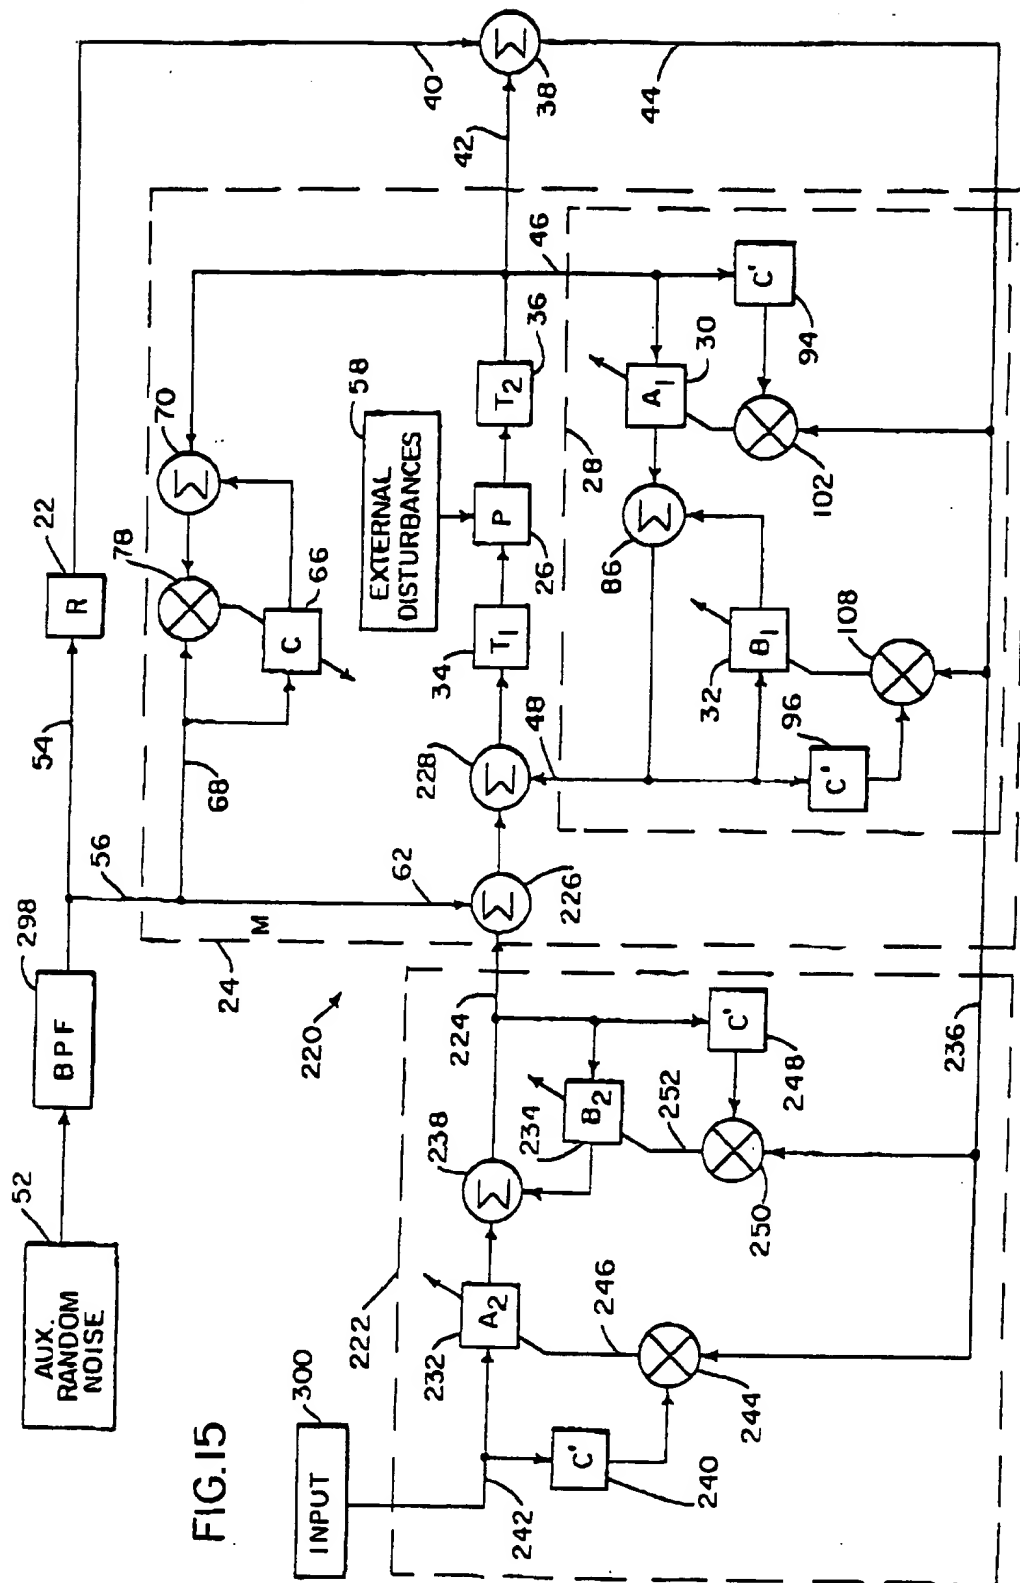 FIG.15
AUX.
RANDOM
NOISE
52
BPF
298
54
R
22
40
Σ
38
56
68
78
70
Σ
C
66
42
44
24
M
62
EXTERNAL
DISTURBANCES
58
220
INPUT
300
222
242
A2
232
Σ
238
224
Σ
226
Σ
228
T1
34
P
26
T2
36
46
C'
240
244
246
B2
234
252
250
C'
248
236
48
28
Σ
86
A1
30
B1
32
C'
96
108
102
C'
94